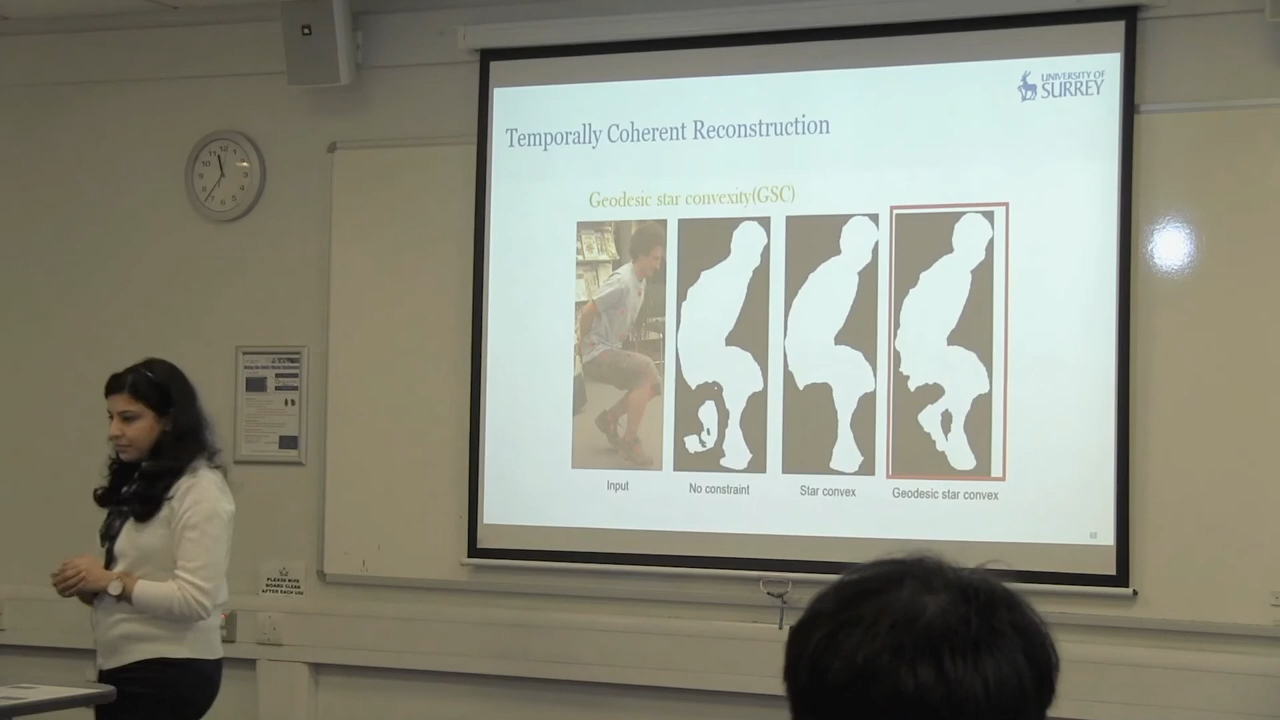 UNIVERSITY OF
SURREY
Temporally Coherent Reconstruction
Geodesic star convexity(GSC)
Input
No constraint
Star convex
Geodesic star convex
68
PLEASE WIPE
BOARD CLEAN
AFTER EACH USE